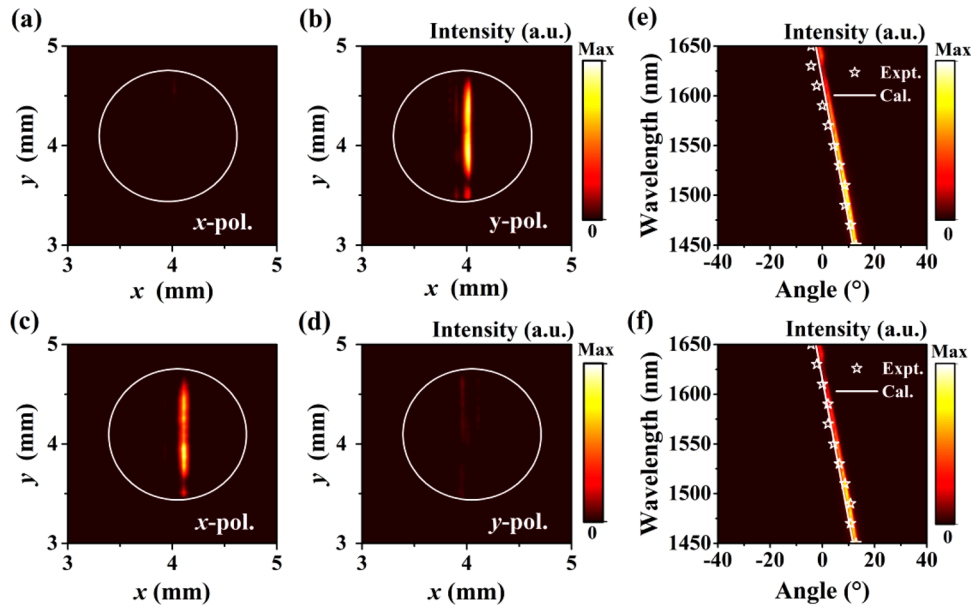 (a)
5
4
3
y (mm)
3
4
5
x (mm)
x-pol.
(b)
Intensity (a.u.)
Max
0
5
4
3
y (mm)
3
4
5
x (mm)
y-pol.
(e)
Intensity (a.u.)
Max
0
1650
1600
1550
1500
1450
Wavelength (nm)
-40
-20
0
20
40
Angle (°)
Expt.
Cal.
(c)
5
4
3
y (mm)
3
4
5
x (mm)
x-pol.
(d)
Intensity (a.u.)
Max
0
5
4
3
y (mm)
3
4
5
x (mm)
y-pol.
(f)
Intensity (a.u.)
Max
0
1650
1600
1550
1500
1450
Wavelength (nm)
-40
-20
0
20
40
Angle (°)
Expt.
Cal.